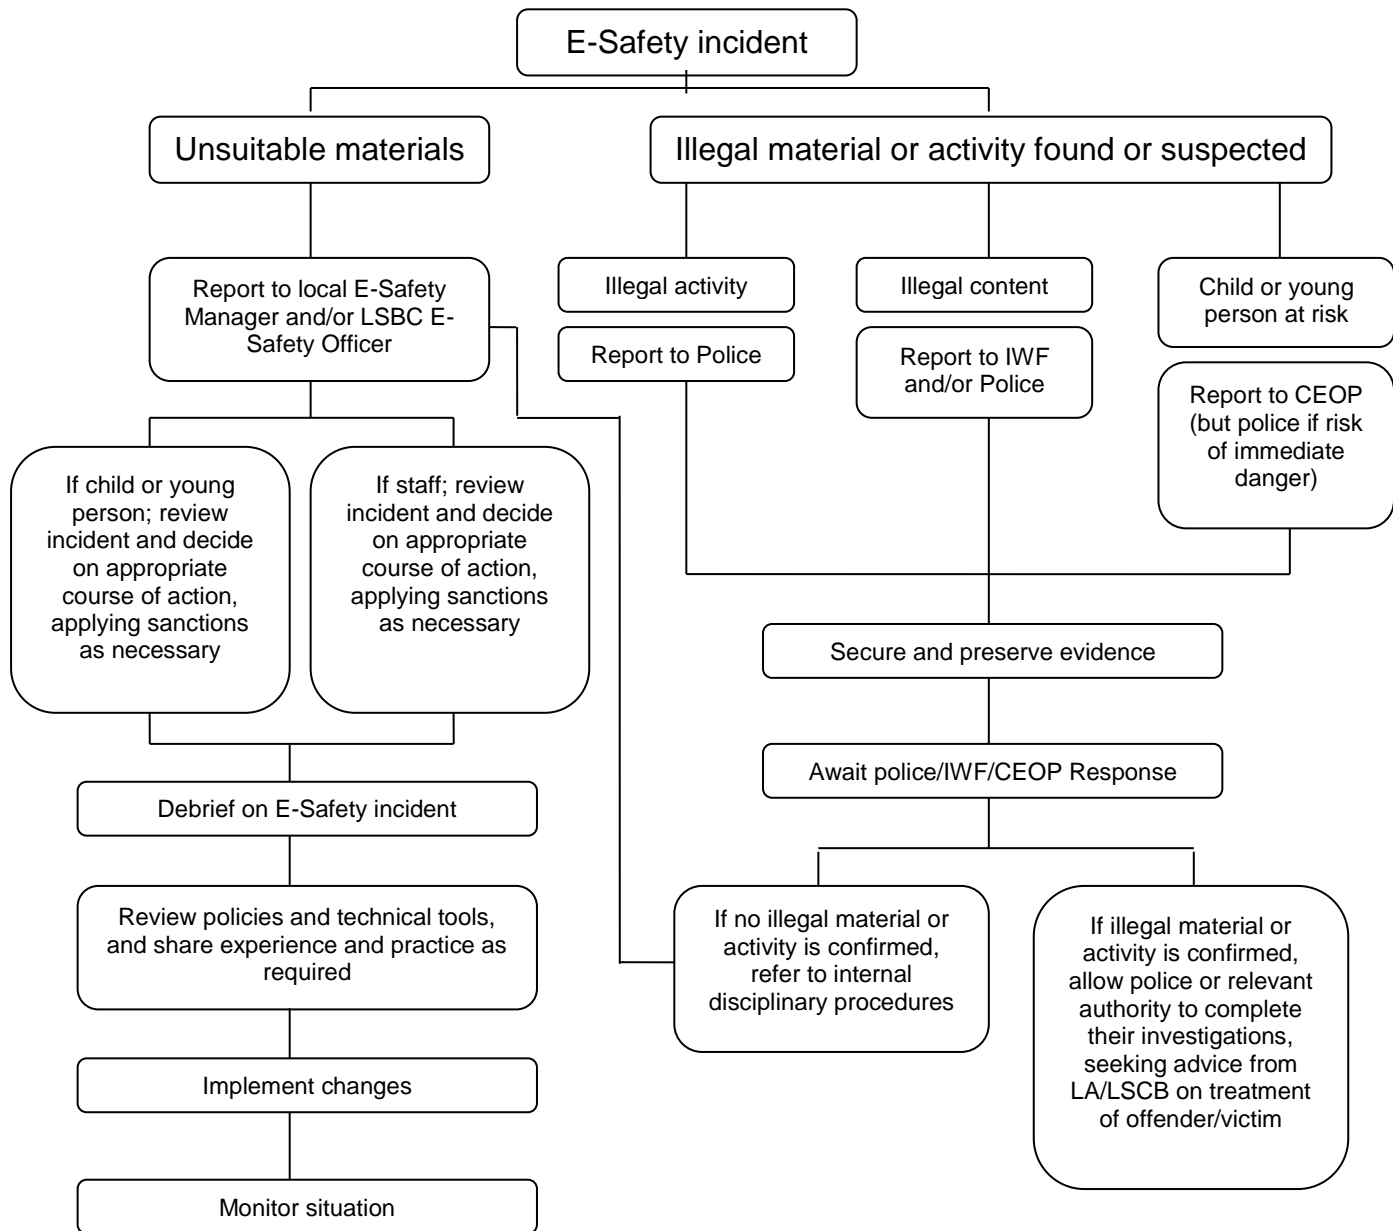 E-Safety incident
Unsuitable materials
Illegal material or activity found or suspected
Report to local E-Safety
Manager and/or LSBC E-
Safety Officer
Illegal activity
Illegal content
Child or young
person at risk
Report to Police
Report to IWF
and/or Police
Report to CEOP
(but police if risk
of immediate
danger)
If child or young
person; review
incident and decide
on appropriate
course of action,
applying sanctions
as necessary
If staff; review
incident and decide
on appropriate
course of action,
applying sanctions
as necessary
Secure and preserve evidence
Await police/IWF/CEOP Response
Debrief on E-Safety incident
Review policies and technical tools,
and share experience and practice as
required
If no illegal material or
activity is confirmed,
refer to internal
disciplinary procedures
If illegal material or
activity is confirmed,
allow police or relevant
authority to complete
their investigations,
seeking advice from
LA/LSCB on treatment
of offender/victim
Implement changes
Monitor situation